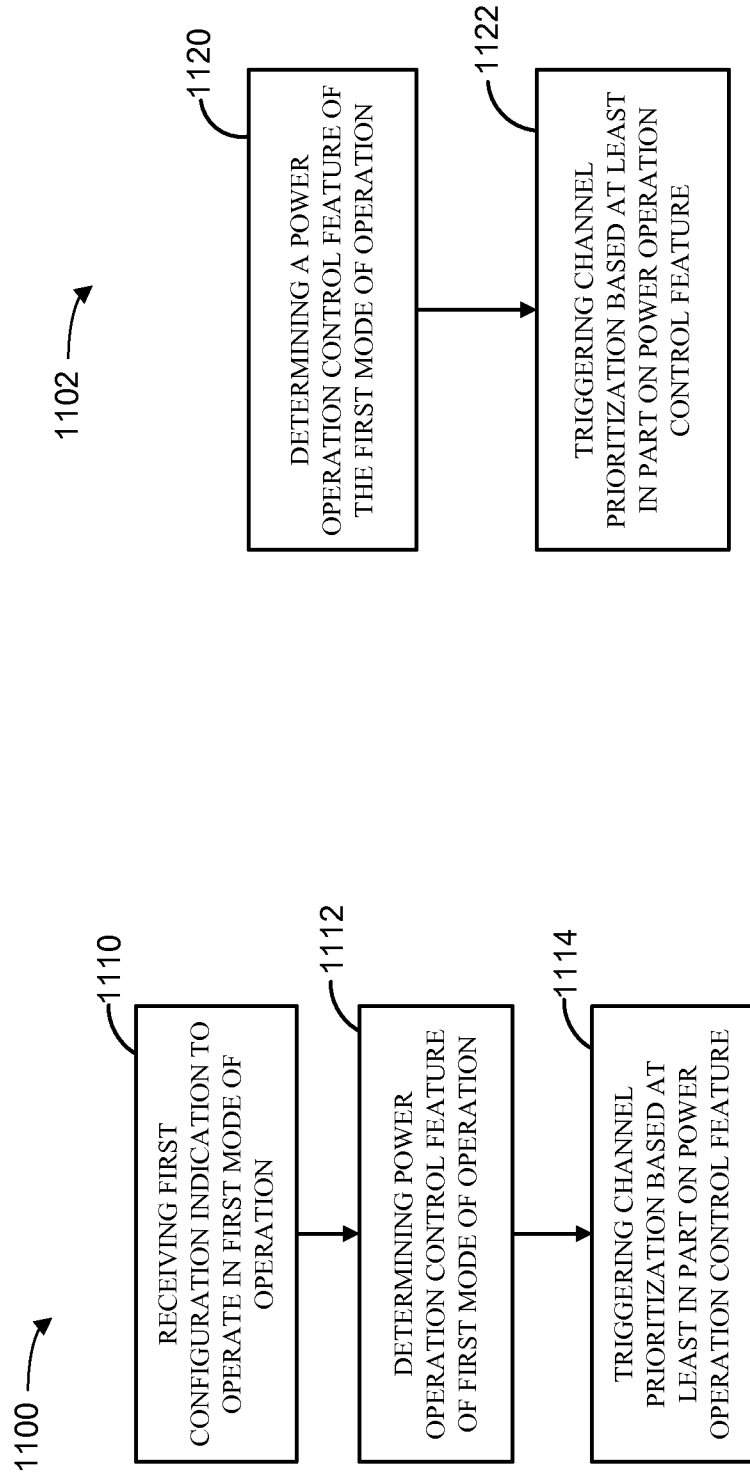 1100
1110
RECEIVING FIRST
CONFIGURATION INDICATION TO
OPERATE IN FIRST MODE OF
OPERATION
1112
DETERMINING POWER
OPERATION CONTROL FEATURE
OF FIRST MODE OF OPERATION
1114
TRIGGERING CHANNEL
PRIORITIZATION BASED AT
LEAST IN PART ON POWER
OPERATION CONTROL FEATURE
1102
1120
DETERMINING A POWER
OPERATION CONTROL FEATURE OF
THE FIRST MODE OF OPERATION
1122
TRIGGERING CHANNEL
PRIORITIZATION BASED AT LEAST
IN PART ON POWER OPERATION
CONTROL FEATURE